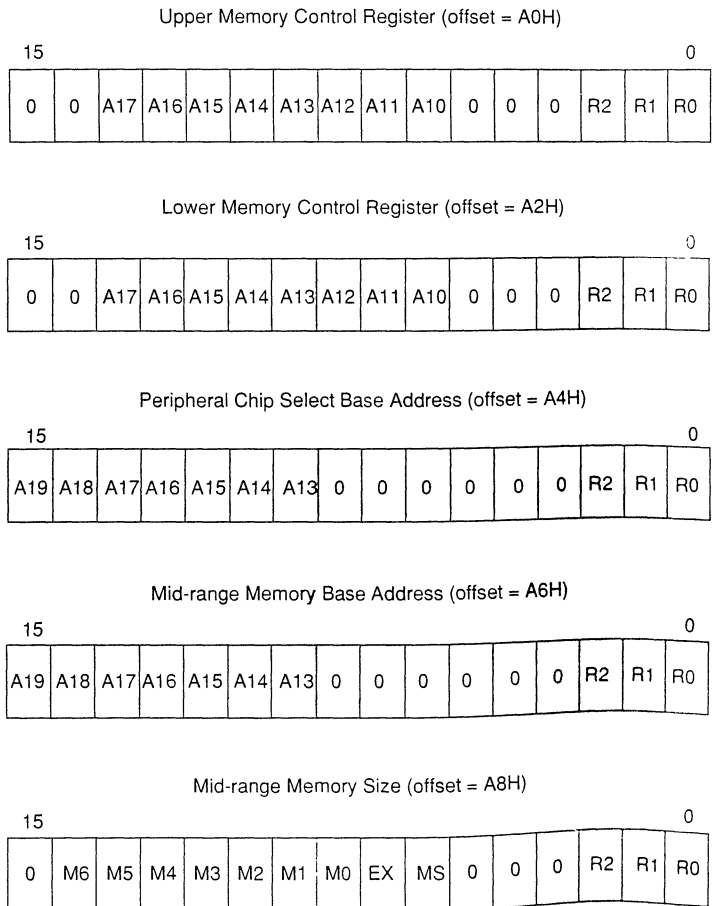 Upper Memory Control Register (offset = A0H)
15 0
0 0 A17 A16 A15 A14 A13 A12 A11 A10 0 0 0 R2 R1 R0
Lower Memory Control Register (offset = A2H)
15 0
0 0 A17 A16 A15 A14 A13 A12 A11 A10 0 0 0 R2 R1 R0
Peripheral Chip Select Base Address (offset = A4H)
15 0
A19 A18 A17 A16 A15 A14 A13 0 0 0 0 0 0 R2 R1 R0
Mid-range Memory Base Address (offset = A6H)
15 0
A19 A18 A17 A16 A15 A14 A13 0 0 0 0 0 0 R2 R1 R0
Mid-range Memory Size (offset = A8H)
15 0
0 M6 M5 M4 M3 M2 M1 M0 EX MS 0 0 0 R2 R1 R0